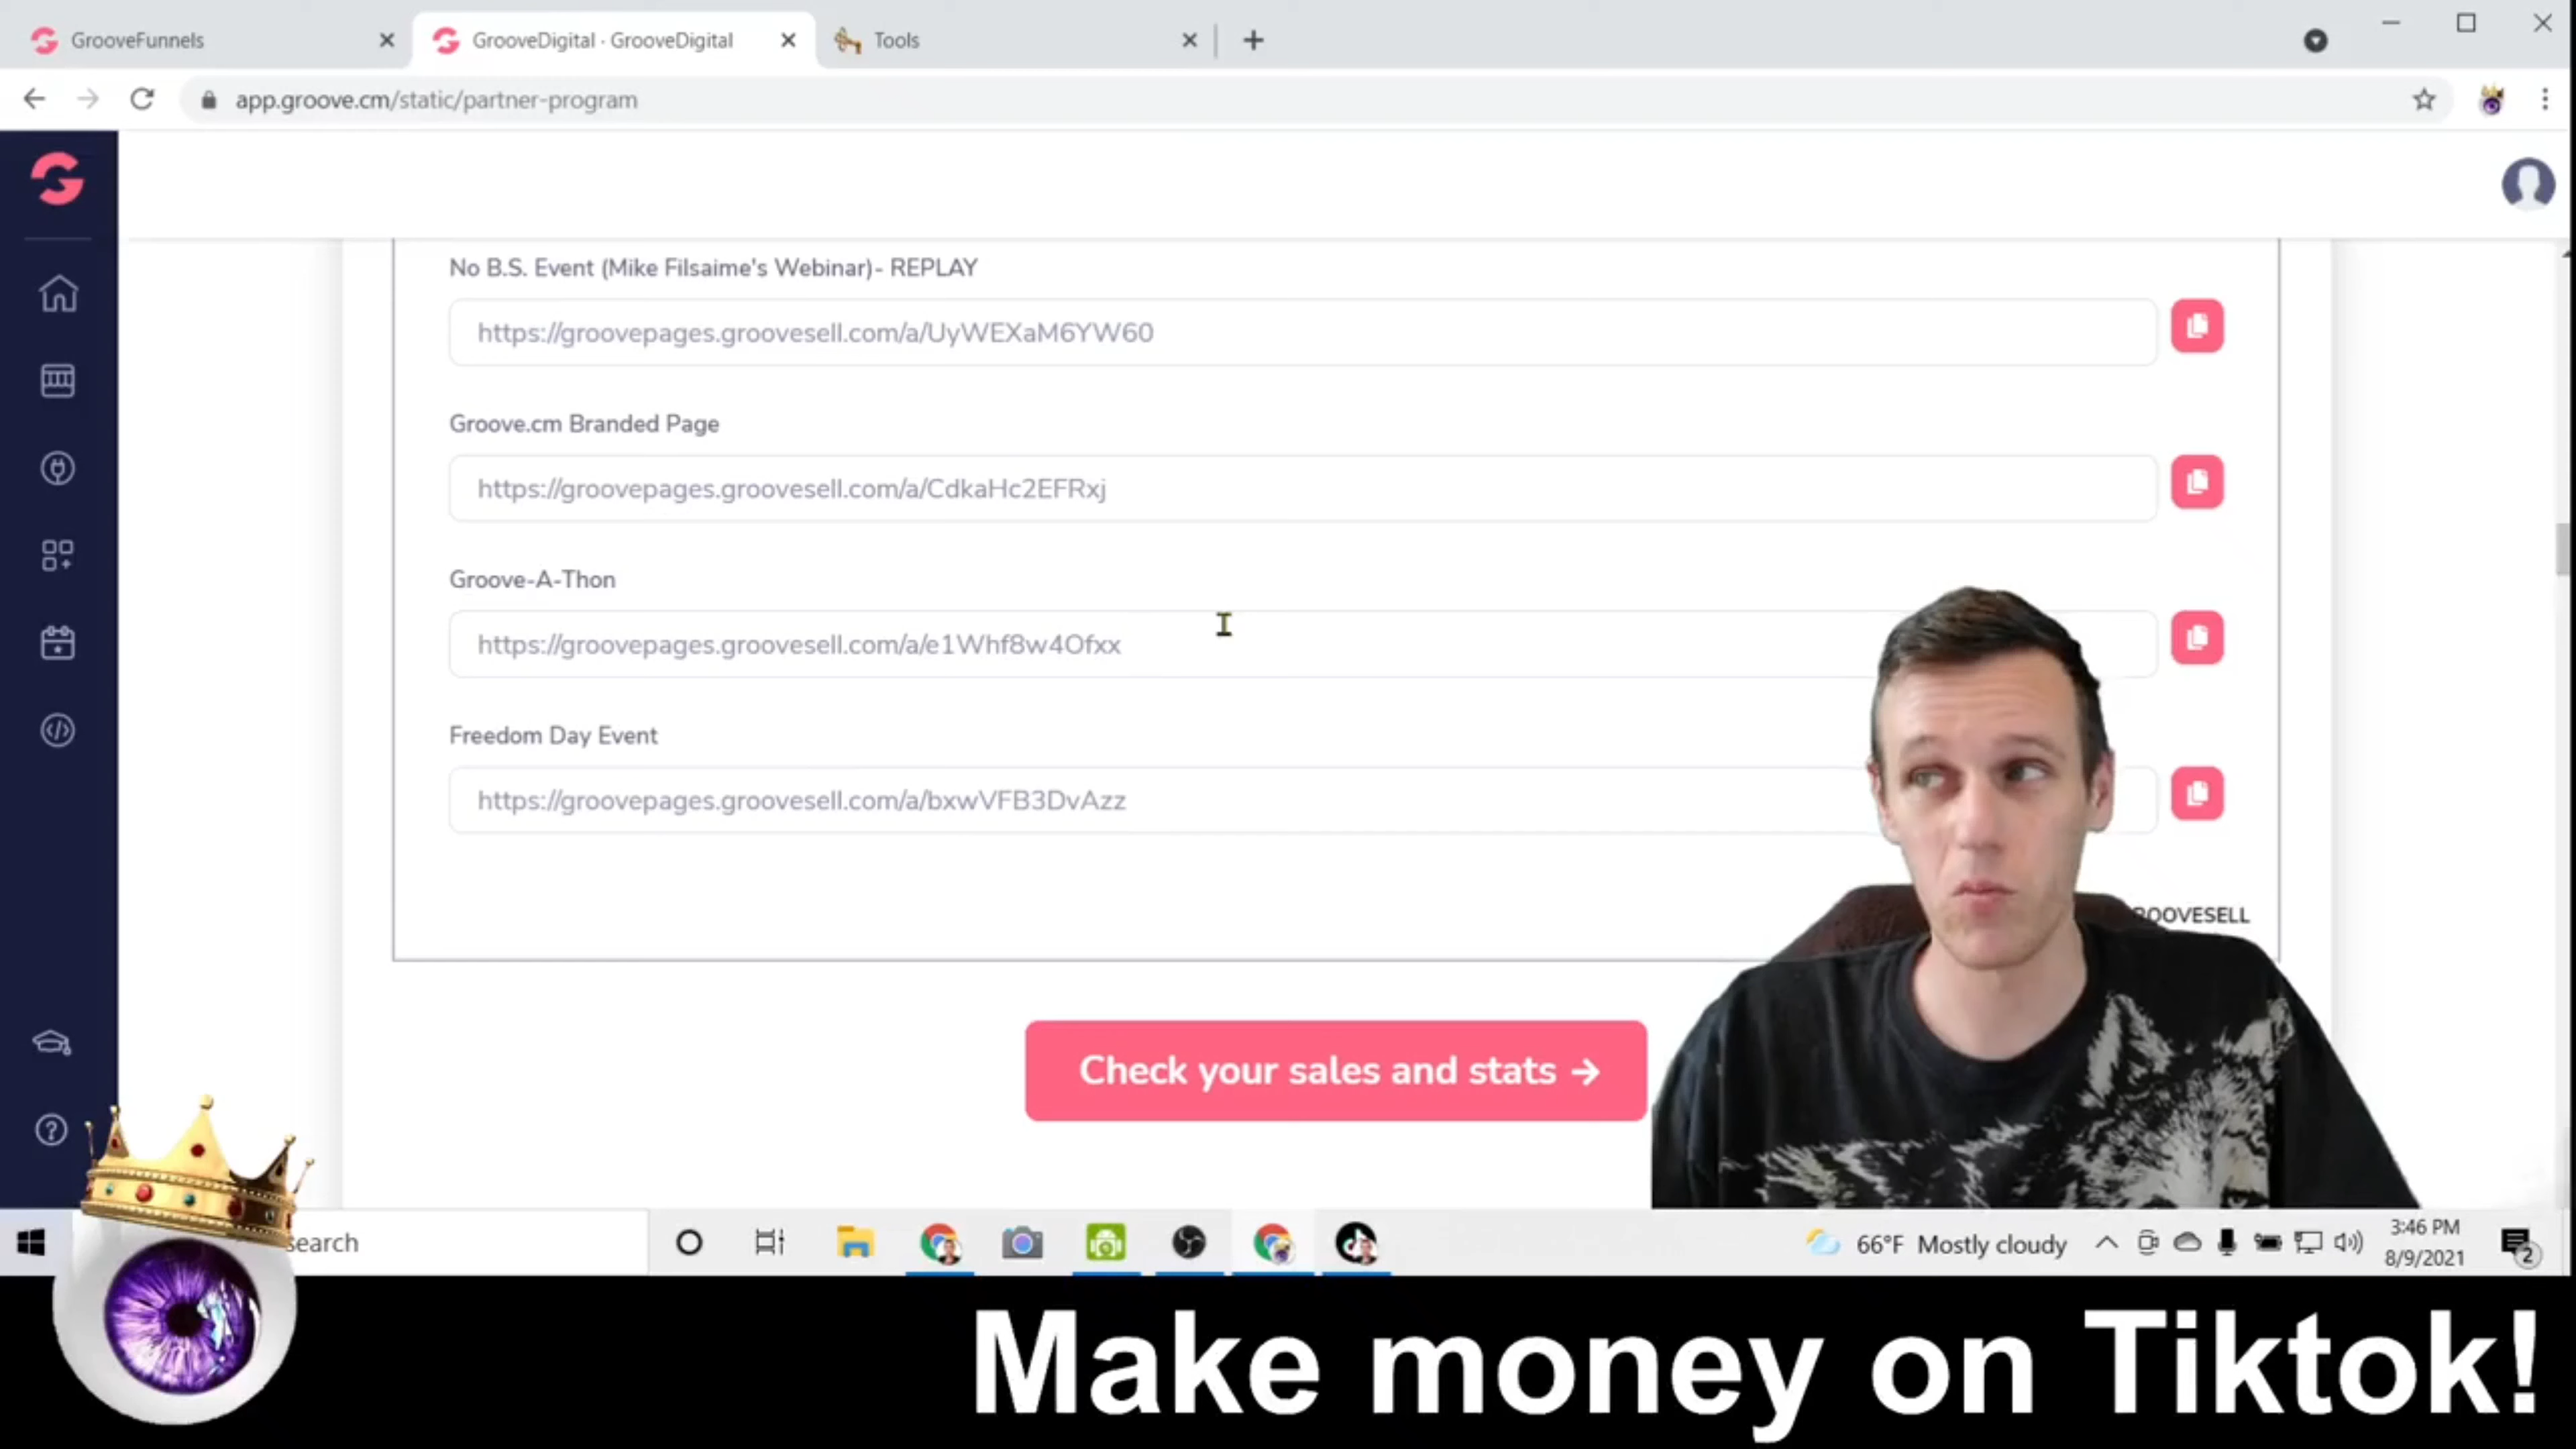 GrooveFunnels
GrooveDigital · GrooveDigital
Tools
app.groove.cm/static/partner-program
No B.S. Event (Mike Filsaime's Webinar)- REPLAY
https://groovepages.groovesell.com/a/UyWEXaM6YW60
Groove.cm Branded Page
https://groovepages.groovesell.com/a/CdkaHc2EFRxj
Groove-A-Thon
https://groovepages.groovesell.com/a/e1Whf8w4Ofxx
Freedom Day Event
https://groovepages.groovesell.com/a/bxwVFB3DvAzz
ROOVESELL
Check your sales and stats →
search
66°F Mostly cloudy
3:46 PM
8/9/2021
2
Make money on Tiktok!